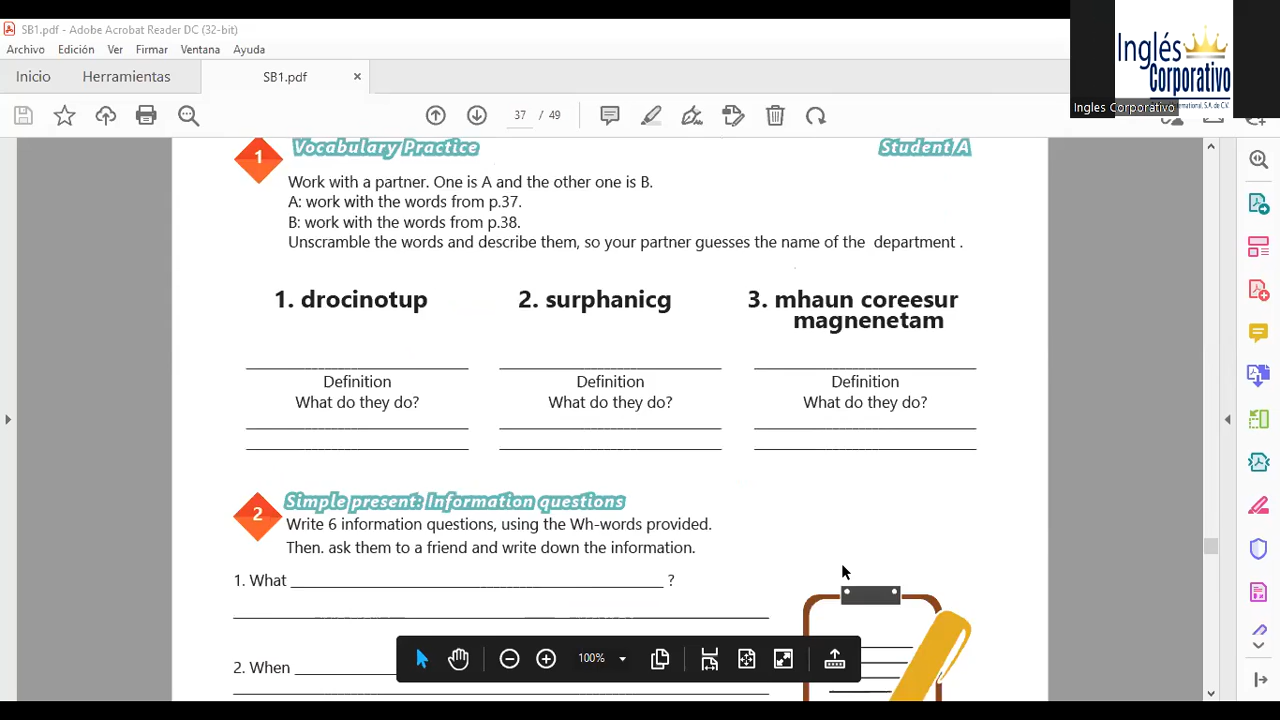 SB1.pdf - Adobe Acrobat Reader DC (32-bit)
Archivo Edición Ver Firmar Ventana Ayuda
Inicio Herramientas SB1.pdf ×
37 / 49
Inglés
Corporativo
Ingles Corporativo
1 Vocabulary Practice Student A
Work with a partner. One is A and the other one is B.
A: work with the words from p.37.
B: work with the words from p.38.
Unscramble the words and describe them, so your partner guesses the name of the department .
1. drocinotup 2. surphanicg 3. mhaun coreesur
magnenetam
Definition Definition Definition
What do they do? What do they do? What do they do?
2 Simple present: Information questions
Write 6 information questions, using the Wh-words provided.
Then. ask them to a friend and write down the information.
1. What ______ ?
2. When ______
100%